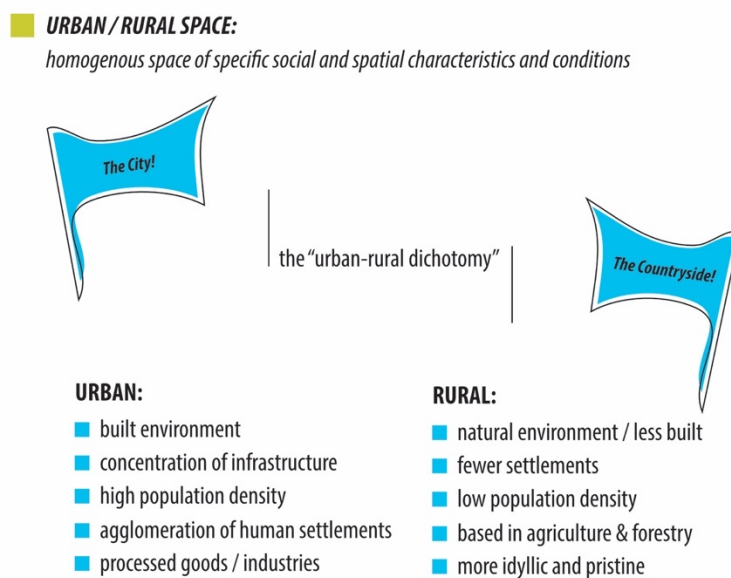 URBAN / RURAL SPACE:
homogenous space of specific social and spatial characteristics and conditions
The City!
the “urban-rural dichotomy”
The Countryside!
URBAN:
built environment
concentration of infrastructure
high population density
agglomeration of human settlements
processed goods / industries
RURAL:
natural environment / less built
fewer settlements
low population density
based in agriculture & forestry
more idyllic and pristine